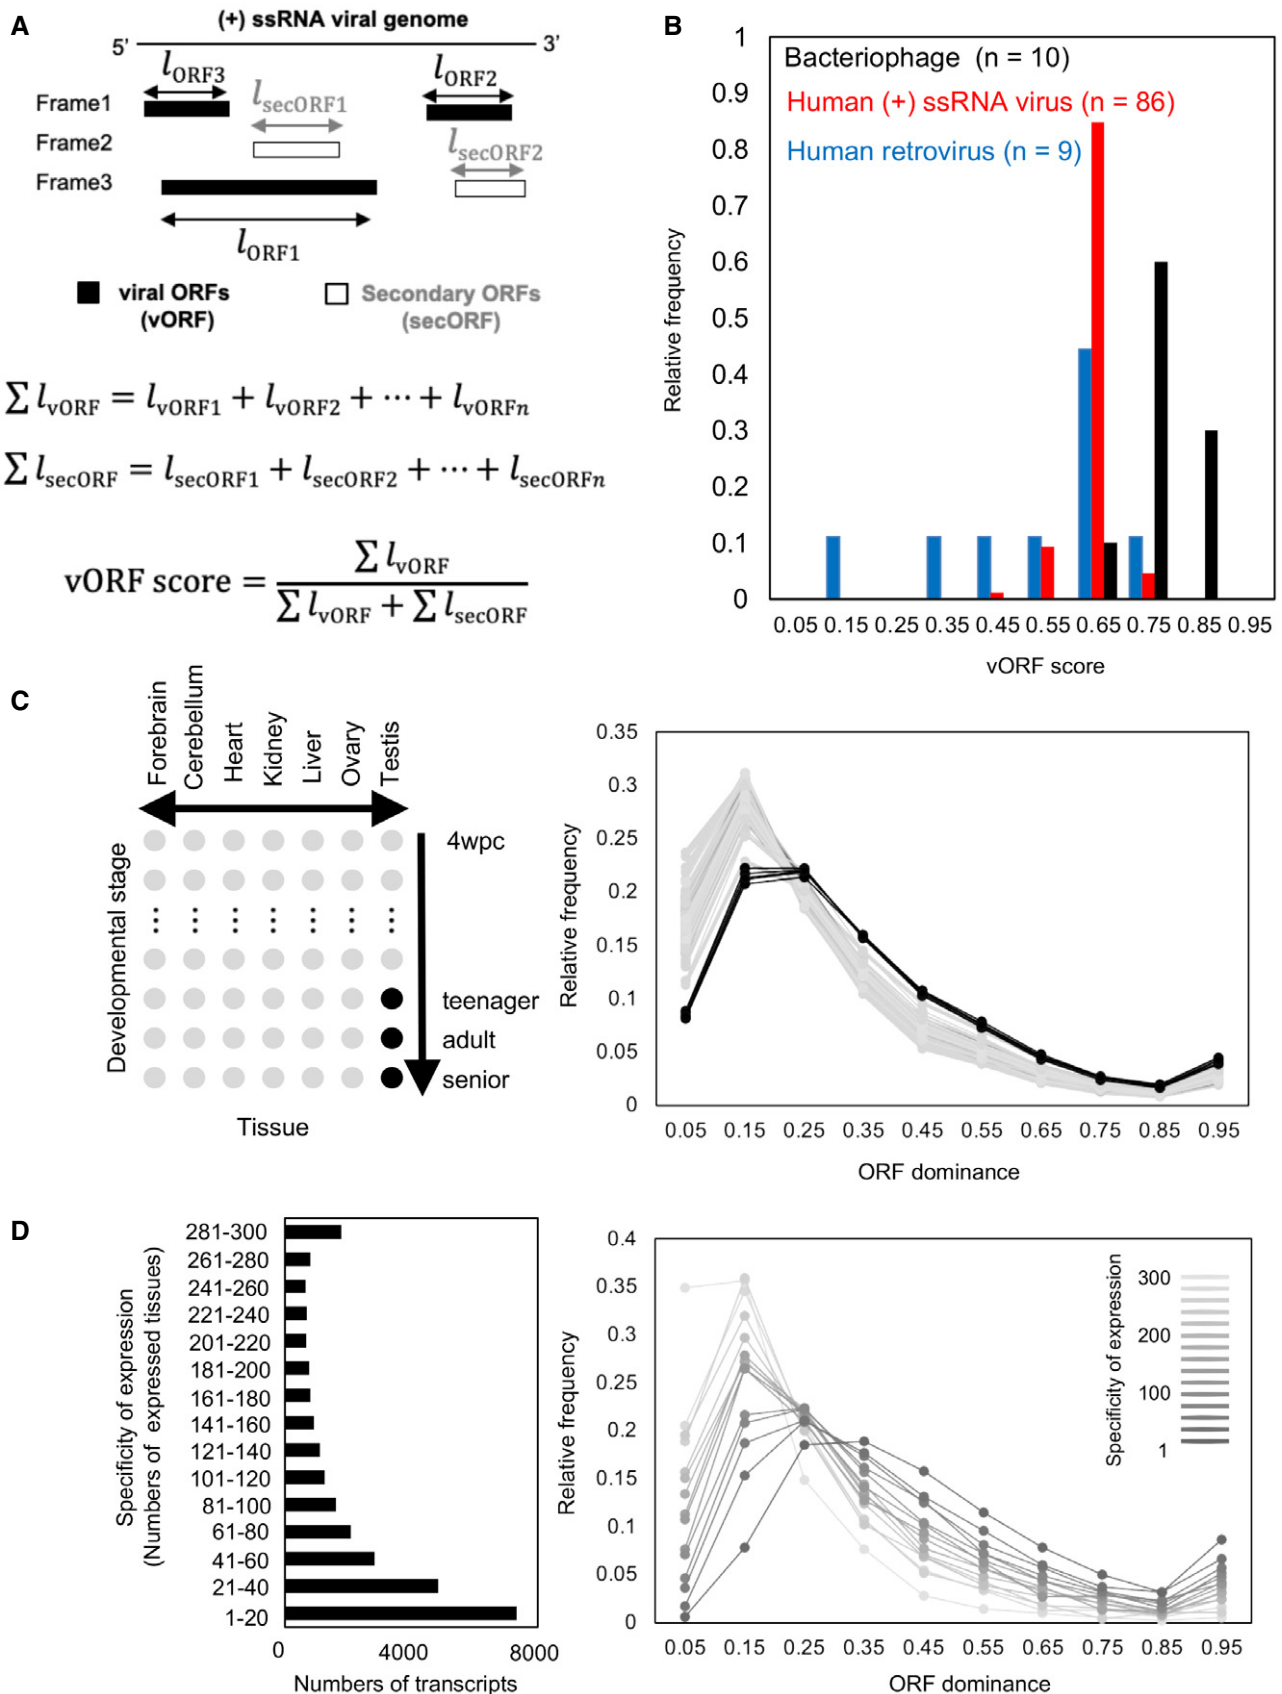 A
(+) ssRNA viral genome
5’
3’
lORF3
lORF2
Frame1
lsecORF1
Frame2
lsecORF2
Frame3
lORF1
viral ORFs
(vORF)
Secondary ORFs
(secORF)
∑ lvORF = lvORF1 + lvORF2 + ⋯ + lvORFn
∑ lsecORF = lsecORF1 + lsecORF2 + ⋯ + lsecORFn
vORF score = ∑ lvORF / ∑ lvORF + ∑ lsecORF
B
Bacteriophage (n = 10)
Human (+) ssRNA virus (n = 86)
Human retrovirus (n = 9)
Relative frequency
1
0.9
0.8
0.7
0.6
0.5
0.4
0.3
0.2
0.1
0
0.05 0.15 0.25 0.35 0.45 0.55 0.65 0.75 0.85 0.95
vORF score
C
Forebrain
Cerebellum
Heart
Kidney
Liver
Ovary
Testis
Developmental stage
4wpc
teenager
adult
senior
Tissue
Relative frequency
0.35
0.3
0.25
0.2
0.15
0.1
0.05
0
0.05 0.15 0.25 0.35 0.45 0.55 0.65 0.75 0.85 0.95
ORF dominance
D
Specificity of expression
(Numbers of expressed tissues)
281-300
261-280
241-260
221-240
201-220
181-200
161-180
141-160
121-140
101-120
81-100
61-80
41-60
21-40
1-20
0 4000 8000
Numbers of transcripts
Relative frequency
0.4
0.35
0.3
0.25
0.2
0.15
0.1
0.05
0
Specificity of expression
300
200
100
1
0.05 0.15 0.25 0.35 0.45 0.55 0.65 0.75 0.85 0.95
ORF dominance